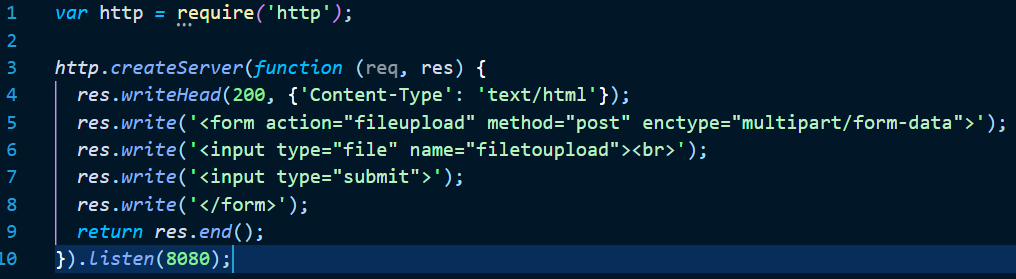 1 var http = require('http');
2
3 http.createServer(function (req, res) {
4   res.writeHead(200, {'Content-Type': 'text/html'});
5   res.write('<form action="fileupload" method="post" enctype="multipart/form-data">');
6   res.write('<input type="file" name="filetoupload"><br>');
7   res.write('<input type="submit">');
8   res.write('</form>');
9   return res.end();
10 }).listen(8080);